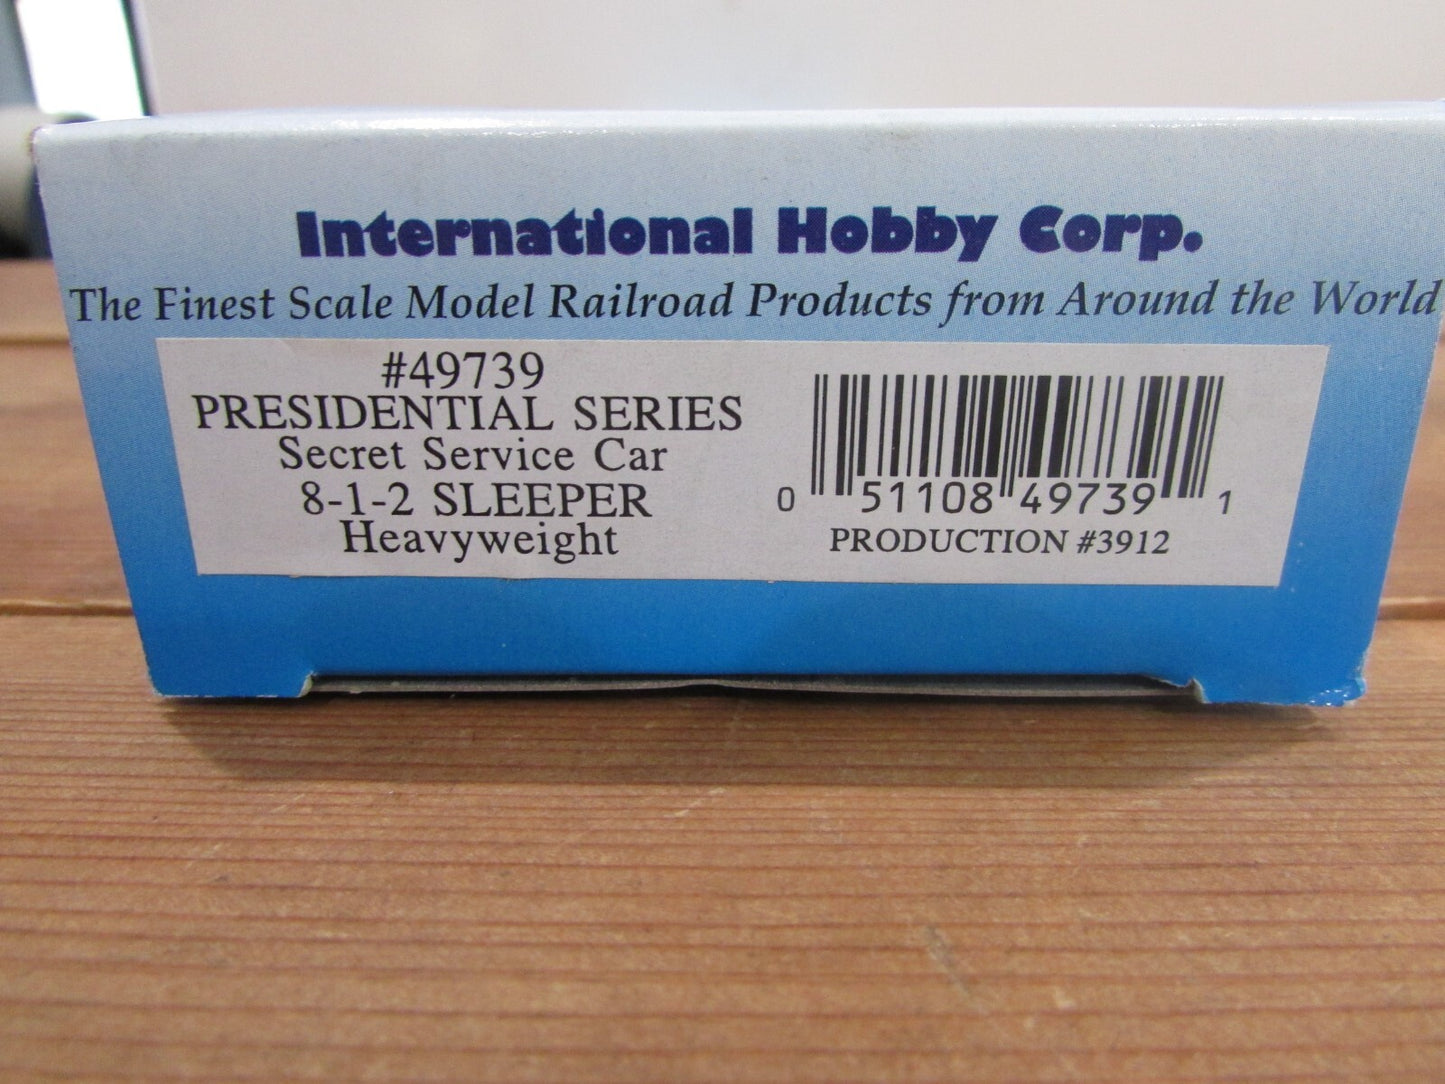 International Hobby Corp.
The Finest Scale Model Railroad Products from Around the World
#49739
PRESIDENTIAL SERIES
Secret Service Car
8-1-2 SLEEPER
Heavyweight
0 51108 49739 1
PRODUCTION #3912